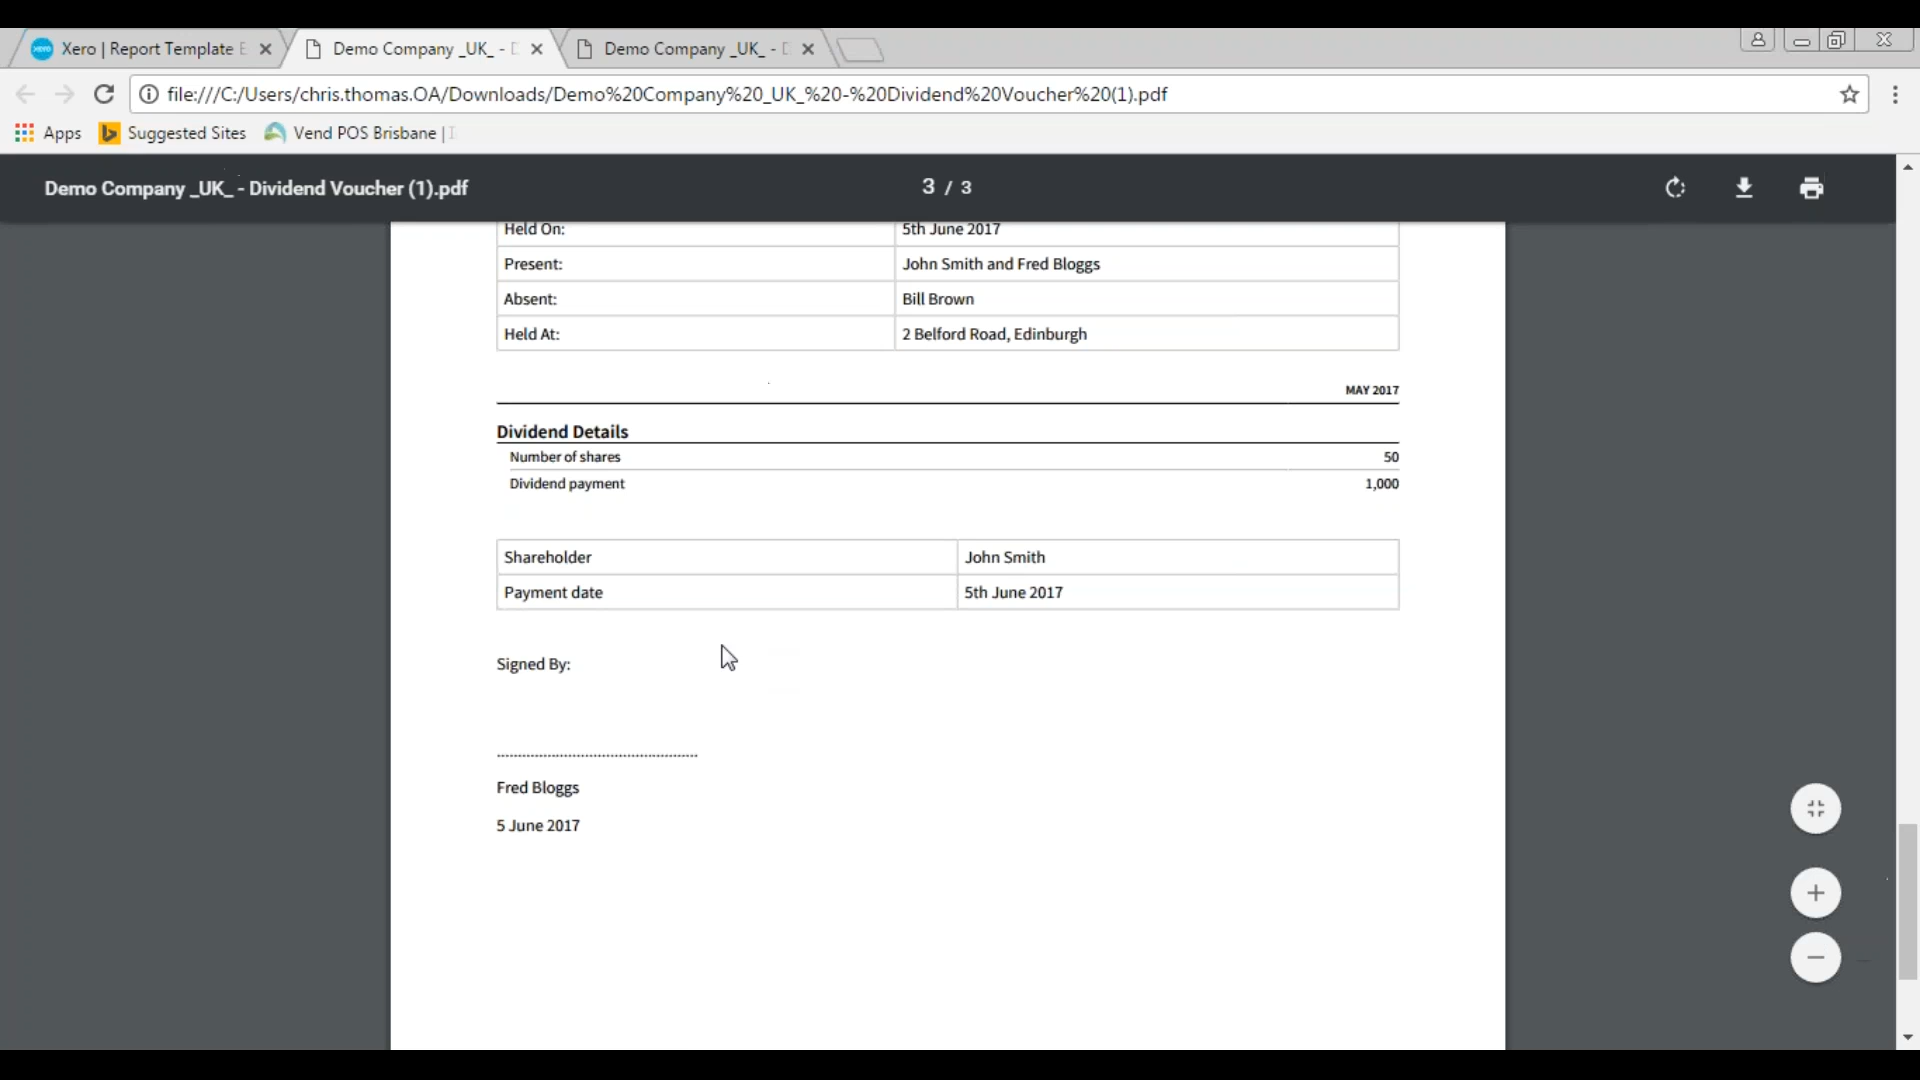 Xero | Report Template E
Demo Company _UK_ - D
Demo Company _UK_ - D
file:///C:/Users/chris.thomas.OA/Downloads/Demo%20Company%20_UK_%20-%20Dividend%20Voucher%20(1).pdf
Apps Suggested Sites Vend POS Brisbane | I
Demo Company _UK_ - Dividend Voucher (1).pdf 3 / 3
Held On: 5th June 2017
Present: John Smith and Fred Bloggs
Absent: Bill Brown
Held At: 2 Belford Road, Edinburgh
MAY 2017
Dividend Details
Number of shares 50
Dividend payment 1,000
Shareholder John Smith
Payment date 5th June 2017
Signed By:
Fred Bloggs
5 June 2017